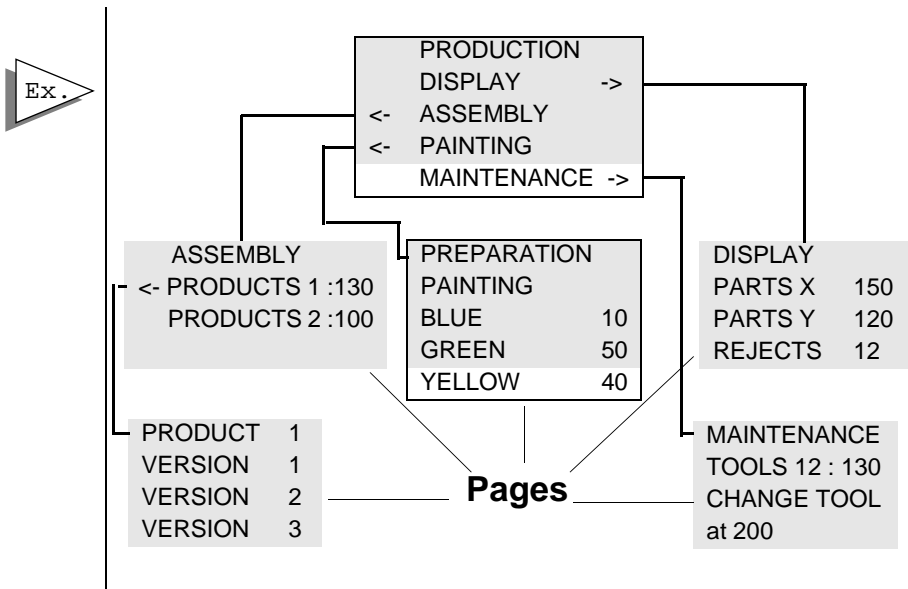 Ex.
PRODUCTION
DISPLAY ->
<- ASSEMBLY
<- PAINTING
MAINTENANCE ->
ASSEMBLY
<- PRODUCTS 1 :130
PRODUCTS 2 :100
PREPARATION
PAINTING
BLUE 10
GREEN 50
YELLOW 40
DISPLAY
PARTS X 150
PARTS Y 120
REJECTS 12
PRODUCT 1
VERSION 1
VERSION 2
VERSION 3
Pages
MAINTENANCE
TOOLS 12 : 130
CHANGE TOOL
at 200